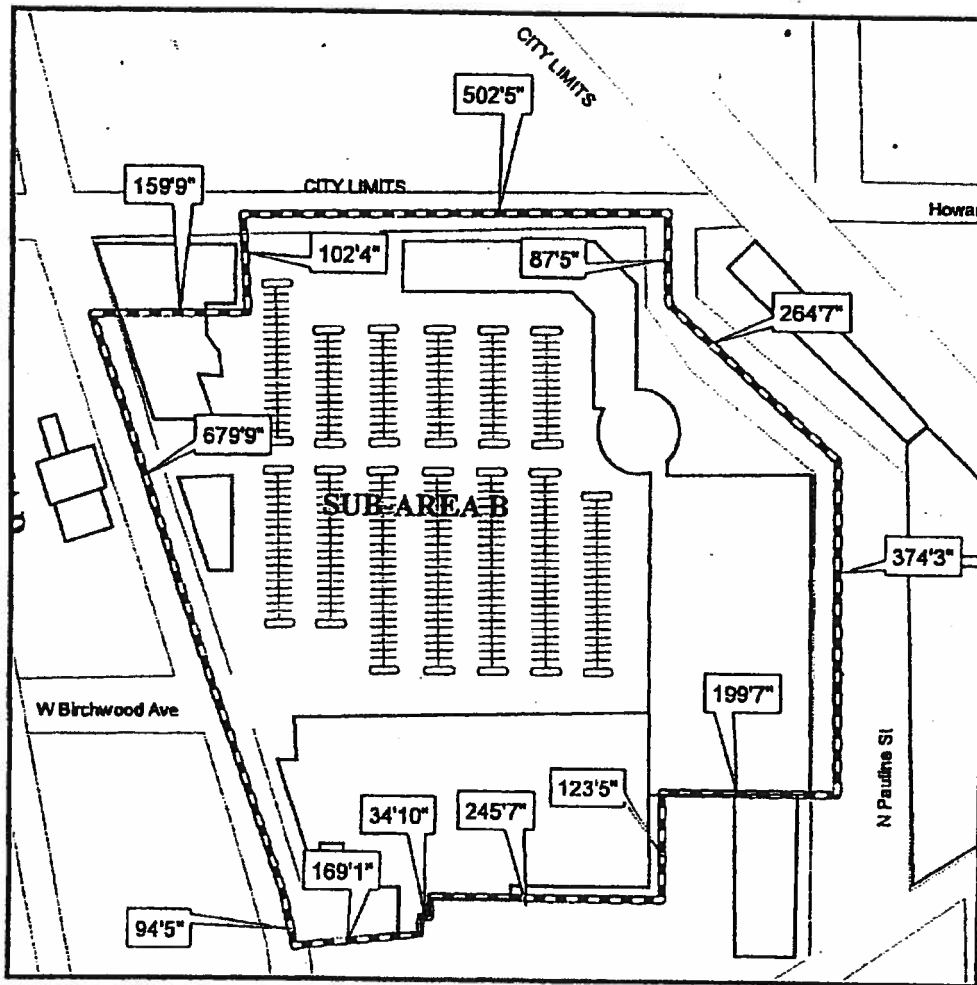 CITY LIMITS
502'5"
159'9"
CITY LIMITS
Howar
102'4"
87'5"
264'7"
679'9"
SUB-AREA B
374'3"
W Birchwood Ave
199'7"
N Paulina St
123'5"
34'10"
245'7"
169'1"
94'5"